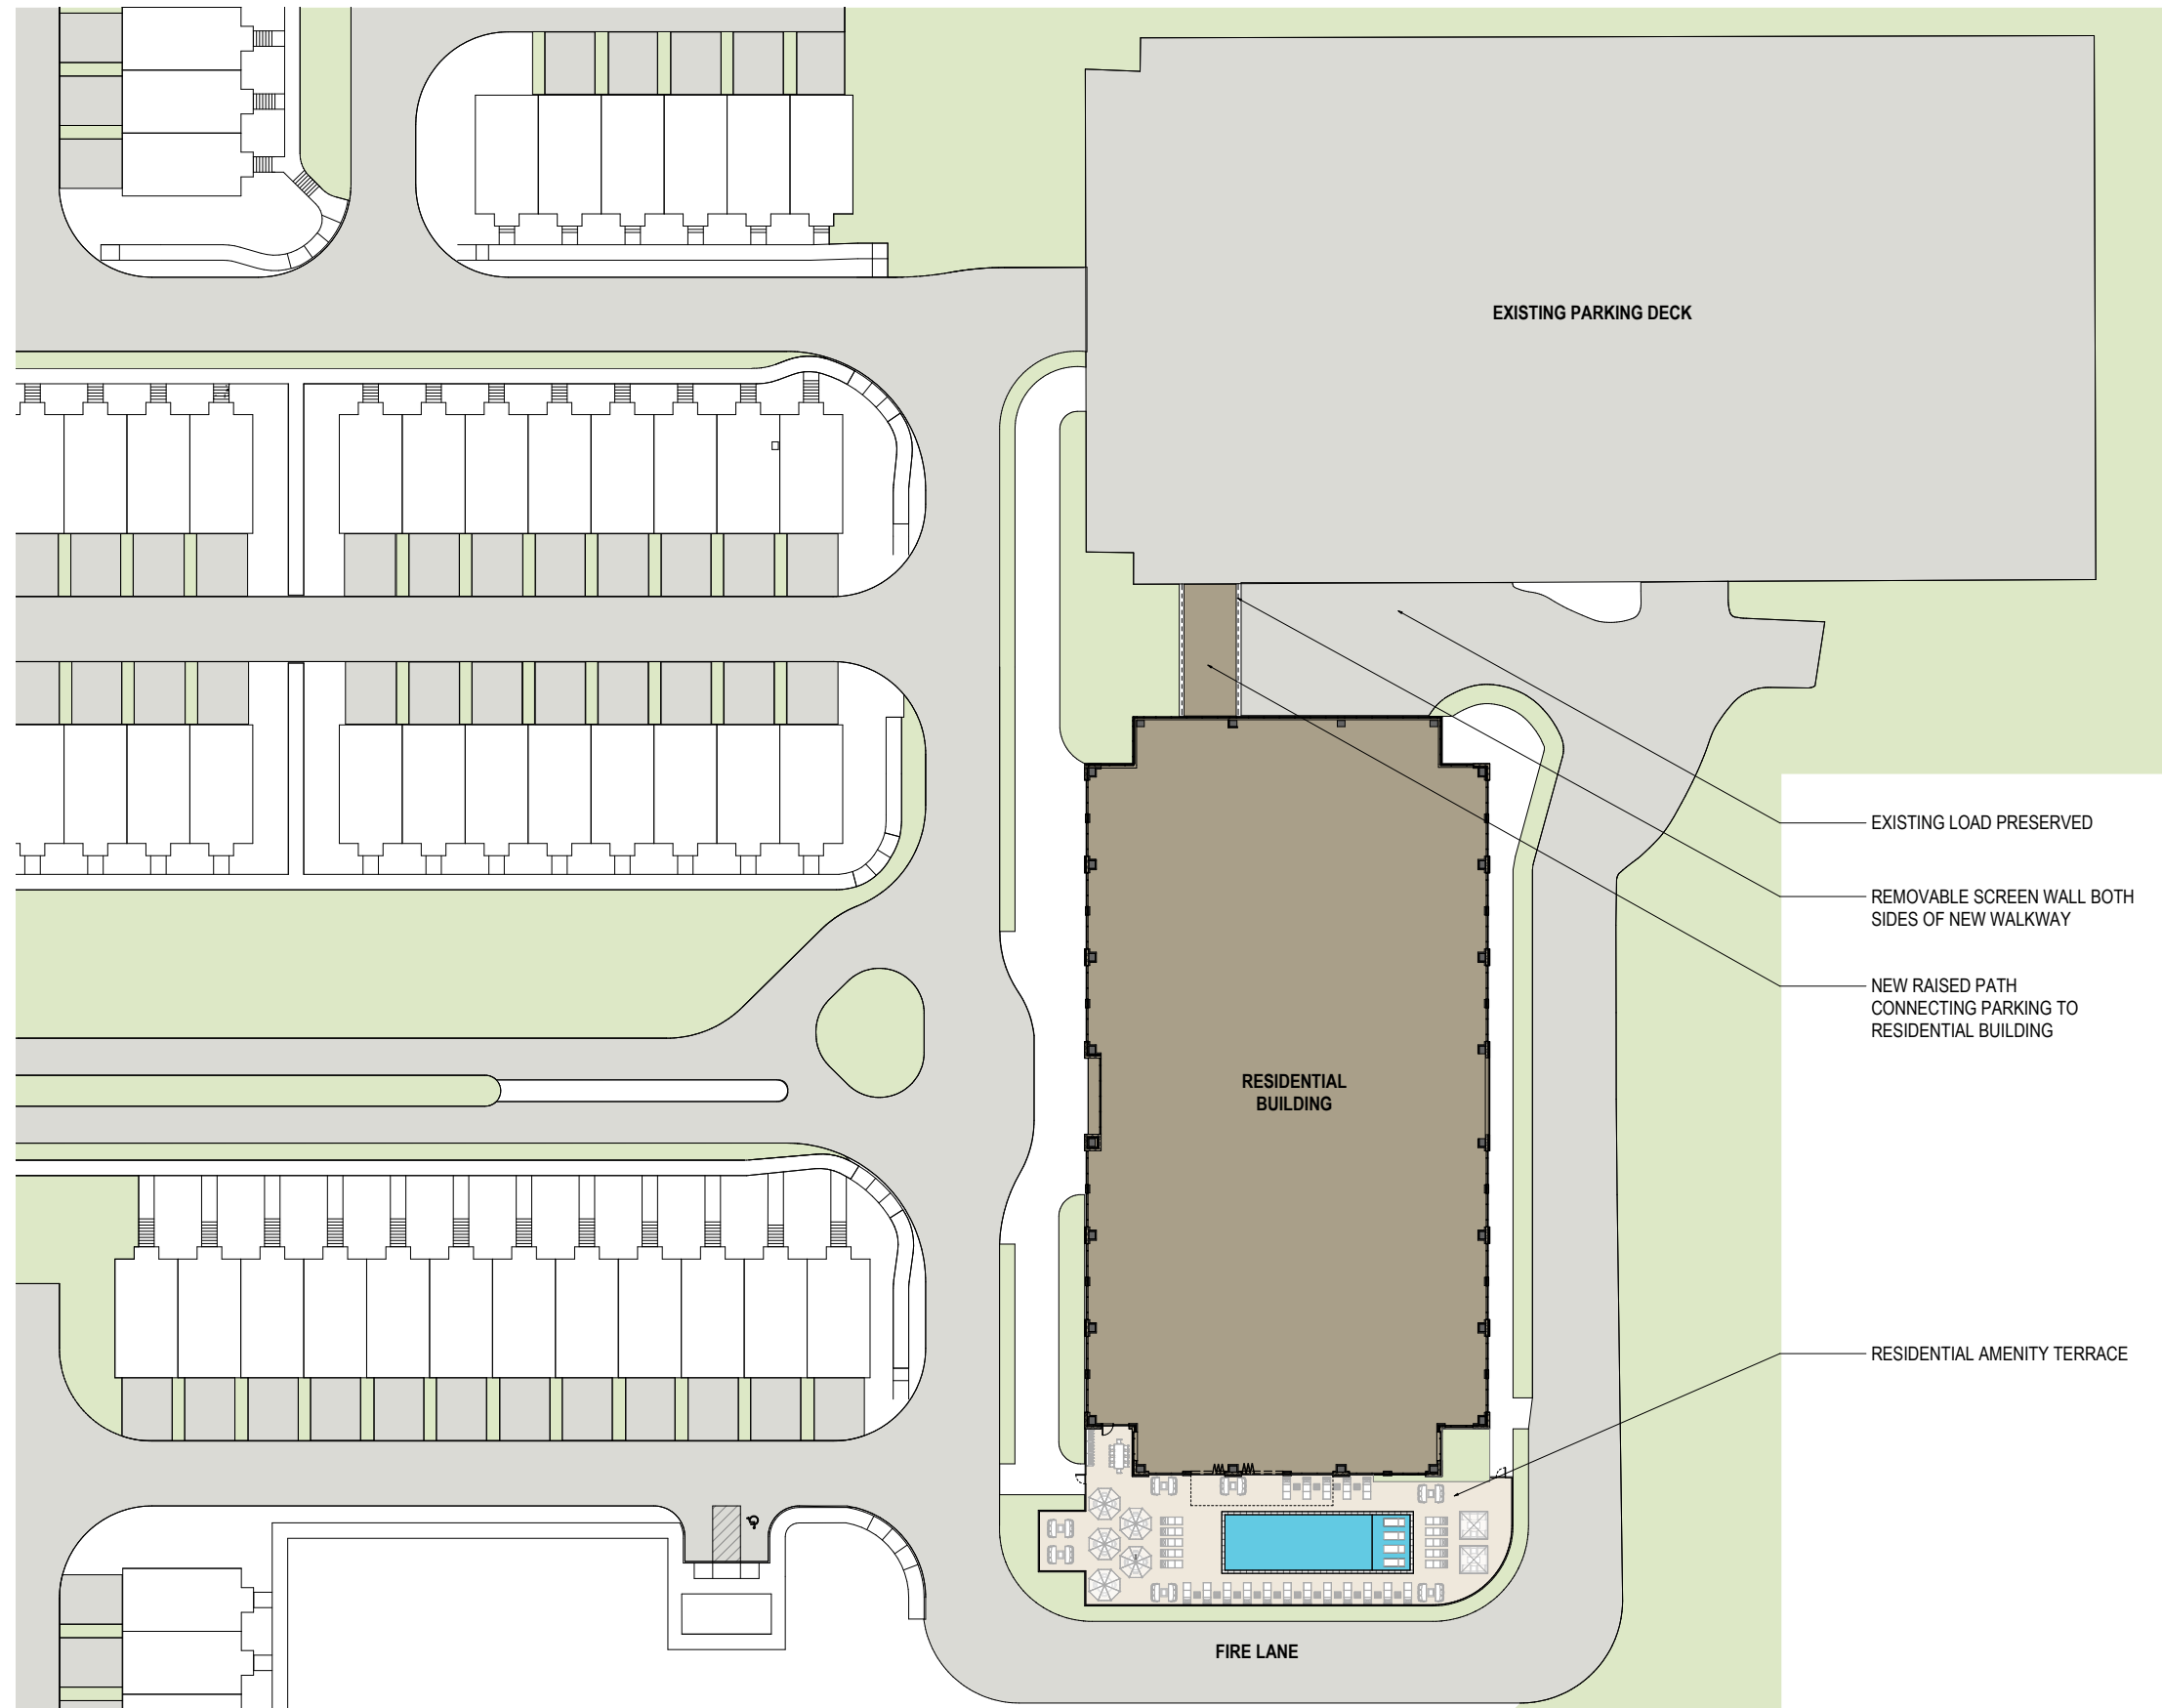 EXISTING PARKING DECK
EXISTING LOAD PRESERVED
REMOVABLE SCREEN WALL BOTH
SIDES OF NEW WALKWAY
NEW RAISED PATH
CONNECTING PARKING TO
RESIDENTIAL BUILDING
RESIDENTIAL
BUILDING
RESIDENTIAL AMENITY TERRACE
FIRE LANE